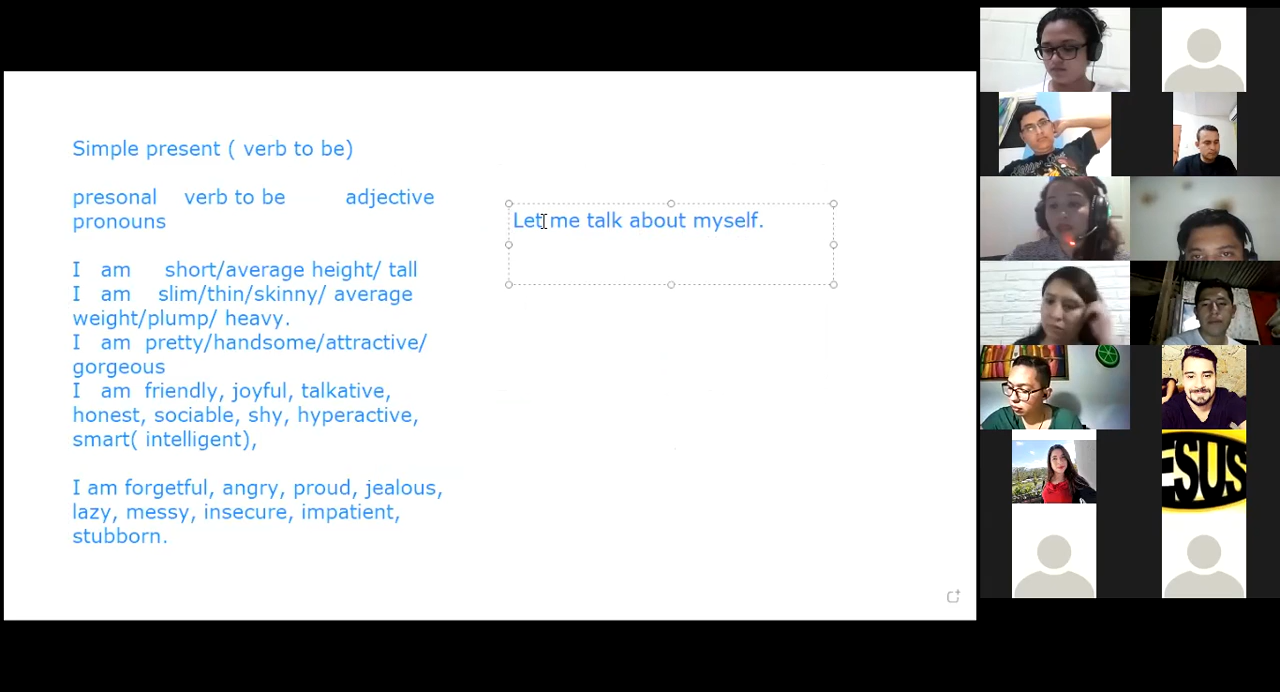 Simple present ( verb to be)
presonal verb to be adjective
pronouns
I am short/average height/ tall
I am slim/thin/skinny/ average
weight/plump/ heavy.
I am pretty/handsome/attractive/
gorgeous
I am friendly, joyful, talkative,
honest, sociable, shy, hyperactive,
smart( intelligent),
I am forgetful, angry, proud, jealous,
lazy, messy, insecure, impatient,
stubborn.
Let me talk about myself.
ESUS